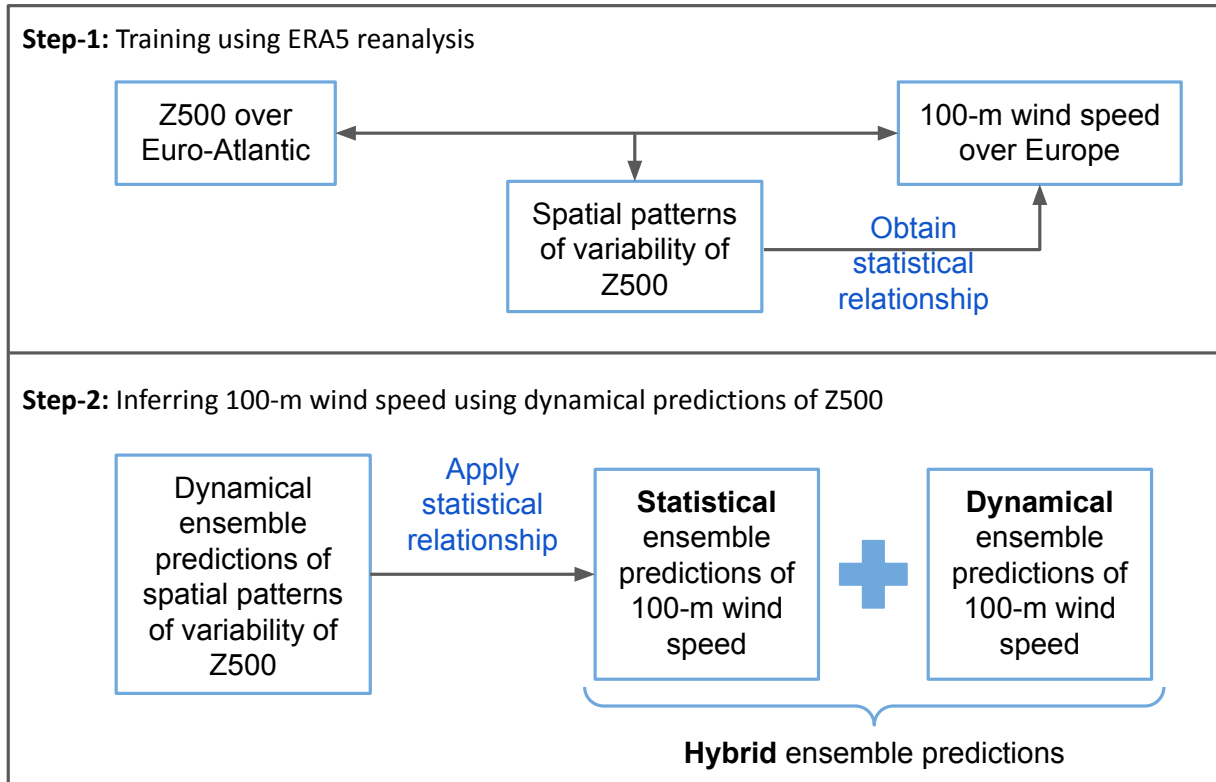 Step-1: Training using ERA5 reanalysis
Z500 over
Euro-Atlantic
100-m wind speed
over Europe
Spatial patterns
of variability of
Z500
Obtain
statistical
relationship
Step-2: Inferring 100-m wind speed using dynamical predictions of Z500
Dynamical
ensemble
predictions of
spatial patterns
of variability of
Z500
Apply
statistical
relationship
Statistical
ensemble
predictions of
100-m wind
speed
Dynamical
ensemble
predictions of
100-m wind
speed
Hybrid ensemble predictions